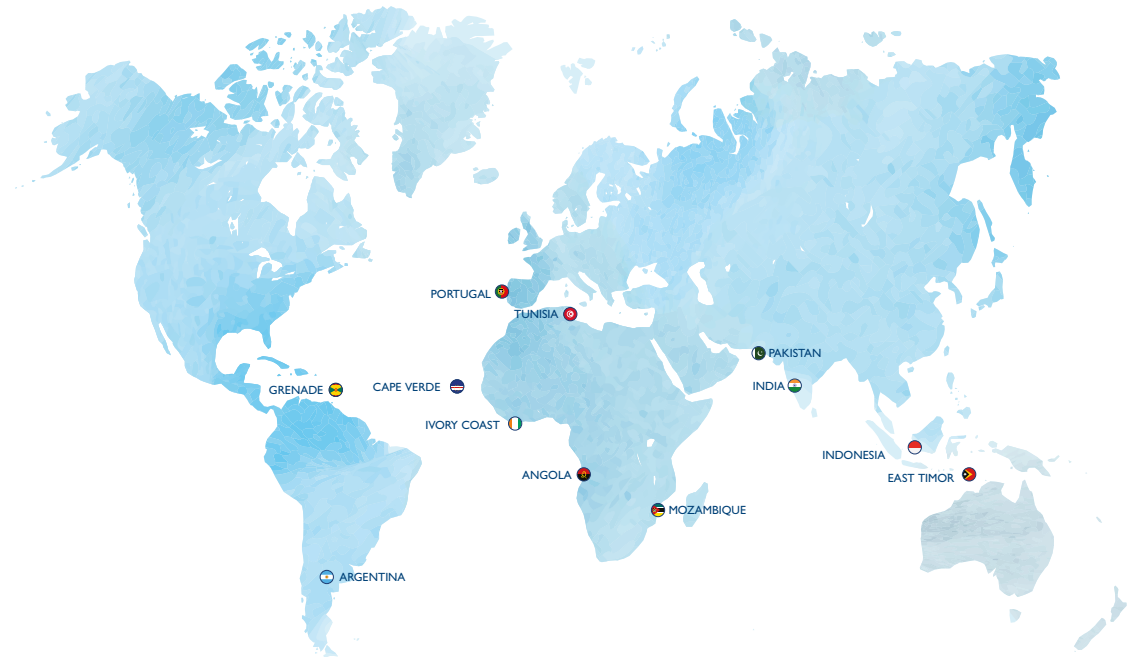 PORTUGAL
TUNISIA
PAKISTAN
GRENADE
CAPE VERDE
INDIA
IVORY COAST
INDONESIA
ANGOLA
EAST TIMOR
MOZAMBIQUE
ARGENTINA